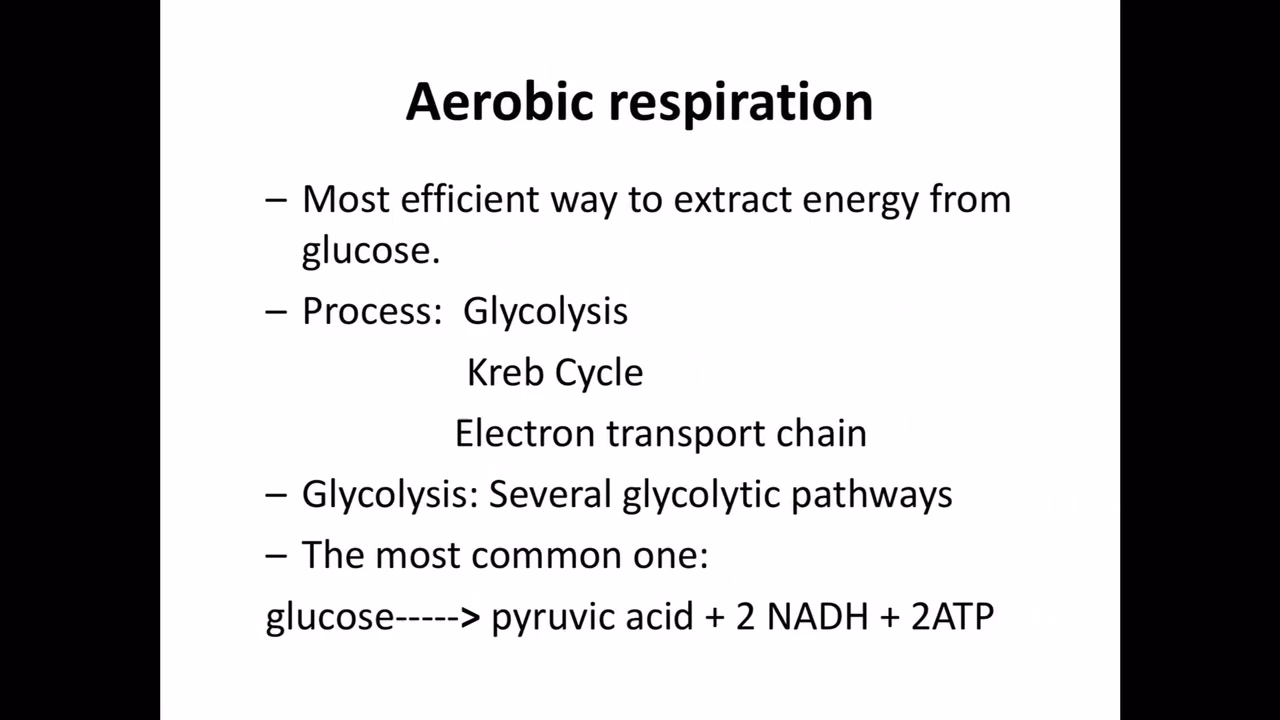 Aerobic respiration
– Most efficient way to extract energy from
glucose.
– Process:  Glycolysis
Kreb Cycle
Electron transport chain
– Glycolysis: Several glycolytic pathways
– The most common one:
glucose-----> pyruvic acid + 2 NADH + 2ATP